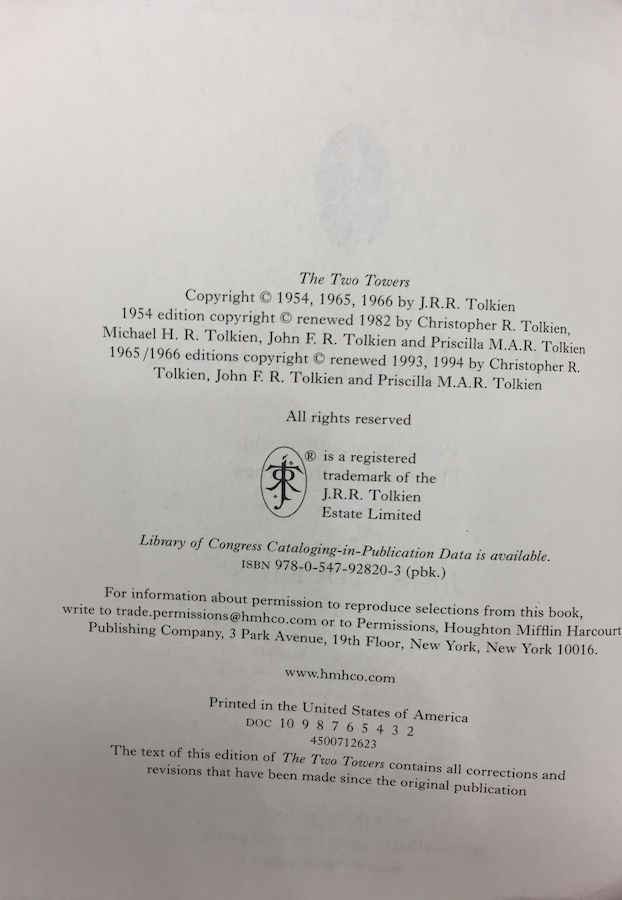 The Two Towers
Copyright © 1954, 1965, 1966 by J.R.R. Tolkien
1954 edition copyright © renewed 1982 by Christopher R. Tolkien,
Michael H. R. Tolkien, John F. R. Tolkien and Priscilla M.A.R. Tolkien
1965/1966 editions copyright © renewed 1993, 1994 by Christopher R.
Tolkien, John F. R. Tolkien and Priscilla M.A.R. Tolkien
All rights reserved
® is a registered
trademark of the
J.R.R. Tolkien
Estate Limited
Library of Congress Cataloging-in-Publication Data is available.
ISBN 978-0-547-92820-3 (pbk.)
For information about permission to reproduce selections from this book,
write to trade.permissions@hmhco.com or to Permissions, Houghton Mifflin Harcourt
Publishing Company, 3 Park Avenue, 19th Floor, New York, New York 10016.
www.hmhco.com
Printed in the United States of America
DOC 10 9 8 7 6 5 4 3 2
4500712623
The text of this edition of The Two Towers contains all corrections and
revisions that have been made since the original publication